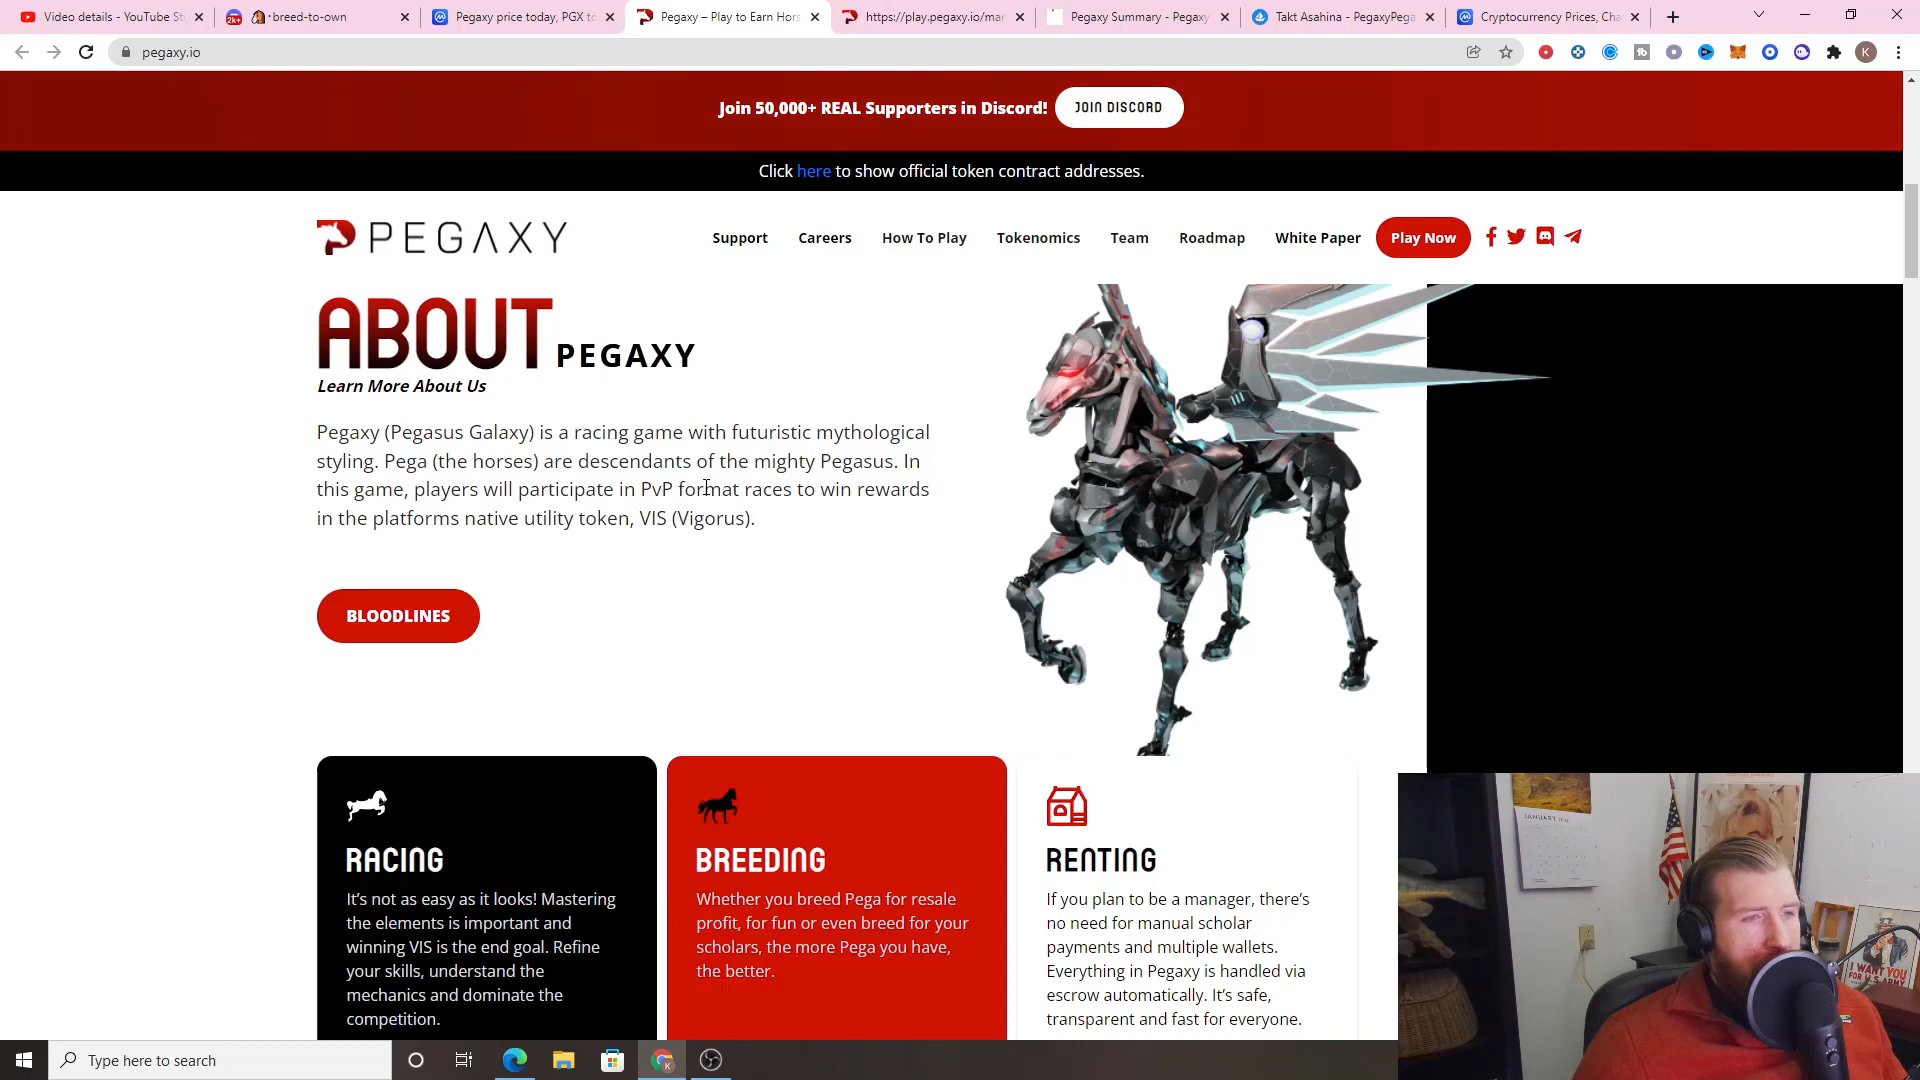 Video details - YouTube St
2k+
breed-to-own
Pegaxy price today, PGX to
Pegaxy – Play to Earn Hors
https://play.pegaxy.io/mar
Pegaxy Summary - Pegaxy
Takt Asahina - PegaxyPega
Cryptocurrency Prices, Cha
pegaxy.io
K
Join 50,000+ REAL Supporters in Discord!
JOIN DISCORD
Click here to show official token contract addresses.
PEGAXY
Support
Careers
How To Play
Tokenomics
Team
Roadmap
White Paper
Play Now
ABOUT PEGAXY
Learn More About Us
Pegaxy (Pegasus Galaxy) is a racing game with futuristic mythological
styling. Pega (the horses) are descendants of the mighty Pegasus. In
this game, players will participate in PvP format races to win rewards
in the platforms native utility token, VIS (Vigorus).
BLOODLINES
RACING
It's not as easy as it looks! Mastering
the elements is important and
winning VIS is the end goal. Refine
your skills, understand the
mechanics and dominate the
competition.
BREEDING
Whether you breed Pega for resale
profit, for fun or even breed for your
scholars, the more Pega you have,
the better.
RENTING
If you plan to be a manager, there's
no need for manual scholar
payments and multiple wallets.
Everything in Pegaxy is handled via
escrow automatically. It's safe,
transparent and fast for everyone.
JANUARY
I WANT YOU
FOR U.S. ARMY
Type here to search